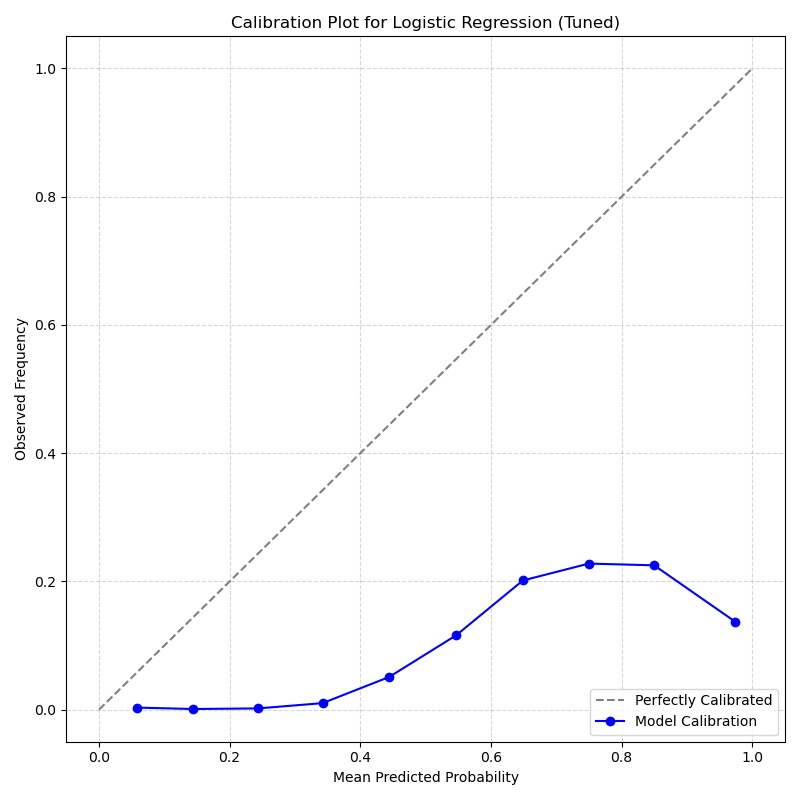 Calibration Plot for Logistic Regression (Tuned)
1.0
0.8
0.6
0.4
0.2
0.0
Observed Frequency
0.0 0.2 0.4 0.6 0.8 1.0
Mean Predicted Probability
Perfectly Calibrated
Model Calibration